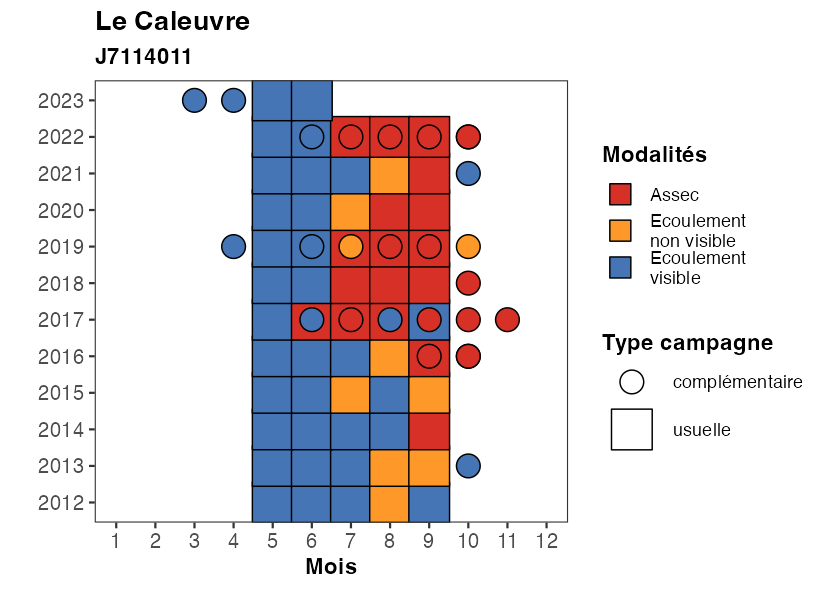 Le Caleuvre
J7114011
2023
2022
2021
2020
2019
2018
2017
2016
2015
2014
2013
2012
1 2 3 4 5 6 7 8 9 10 11 12
Mois
Modalités
Assec
Ecoulement
non visible
Ecoulement
visible
Type campagne
complémentaire
usuelle